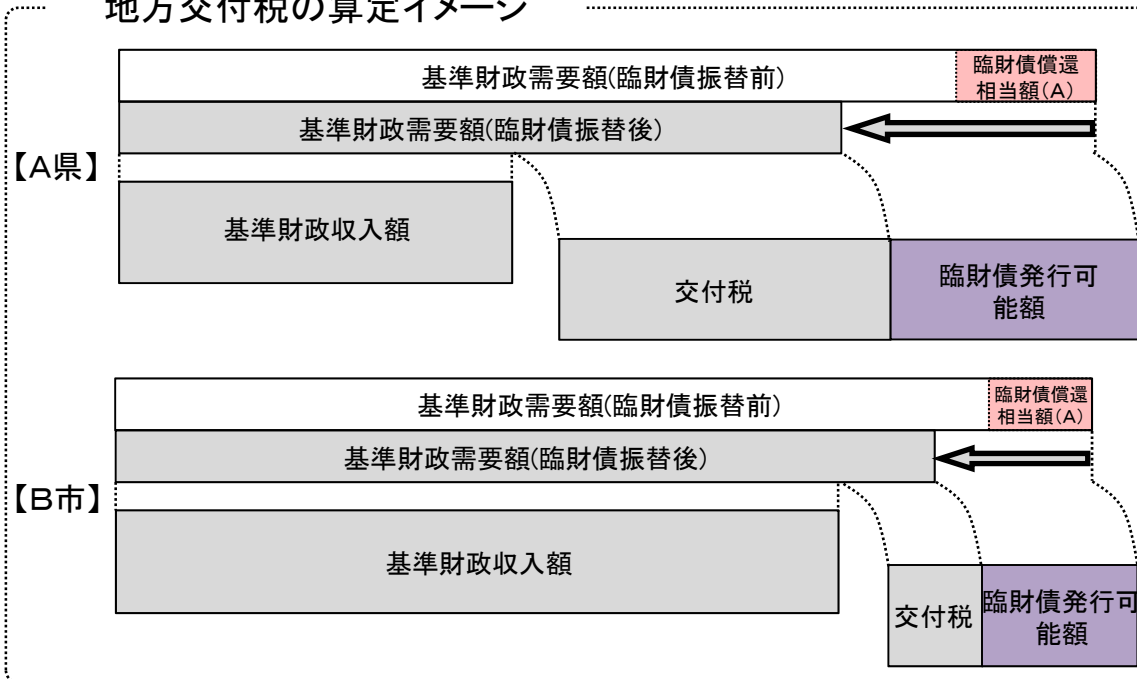 地方交付税の算定イメージ
基準財政需要額(臨財債振替前)
臨財債償還
相当額(A)
基準財政需要額(臨財債振替後)
【A県】
基準財政収入額
交付税
臨財債発行可
能額
基準財政需要額(臨財債振替前)
臨財債償還
相当額(A)
基準財政需要額(臨財債振替後)
【B市】
基準財政収入額
交付税
臨財債発行可
能額